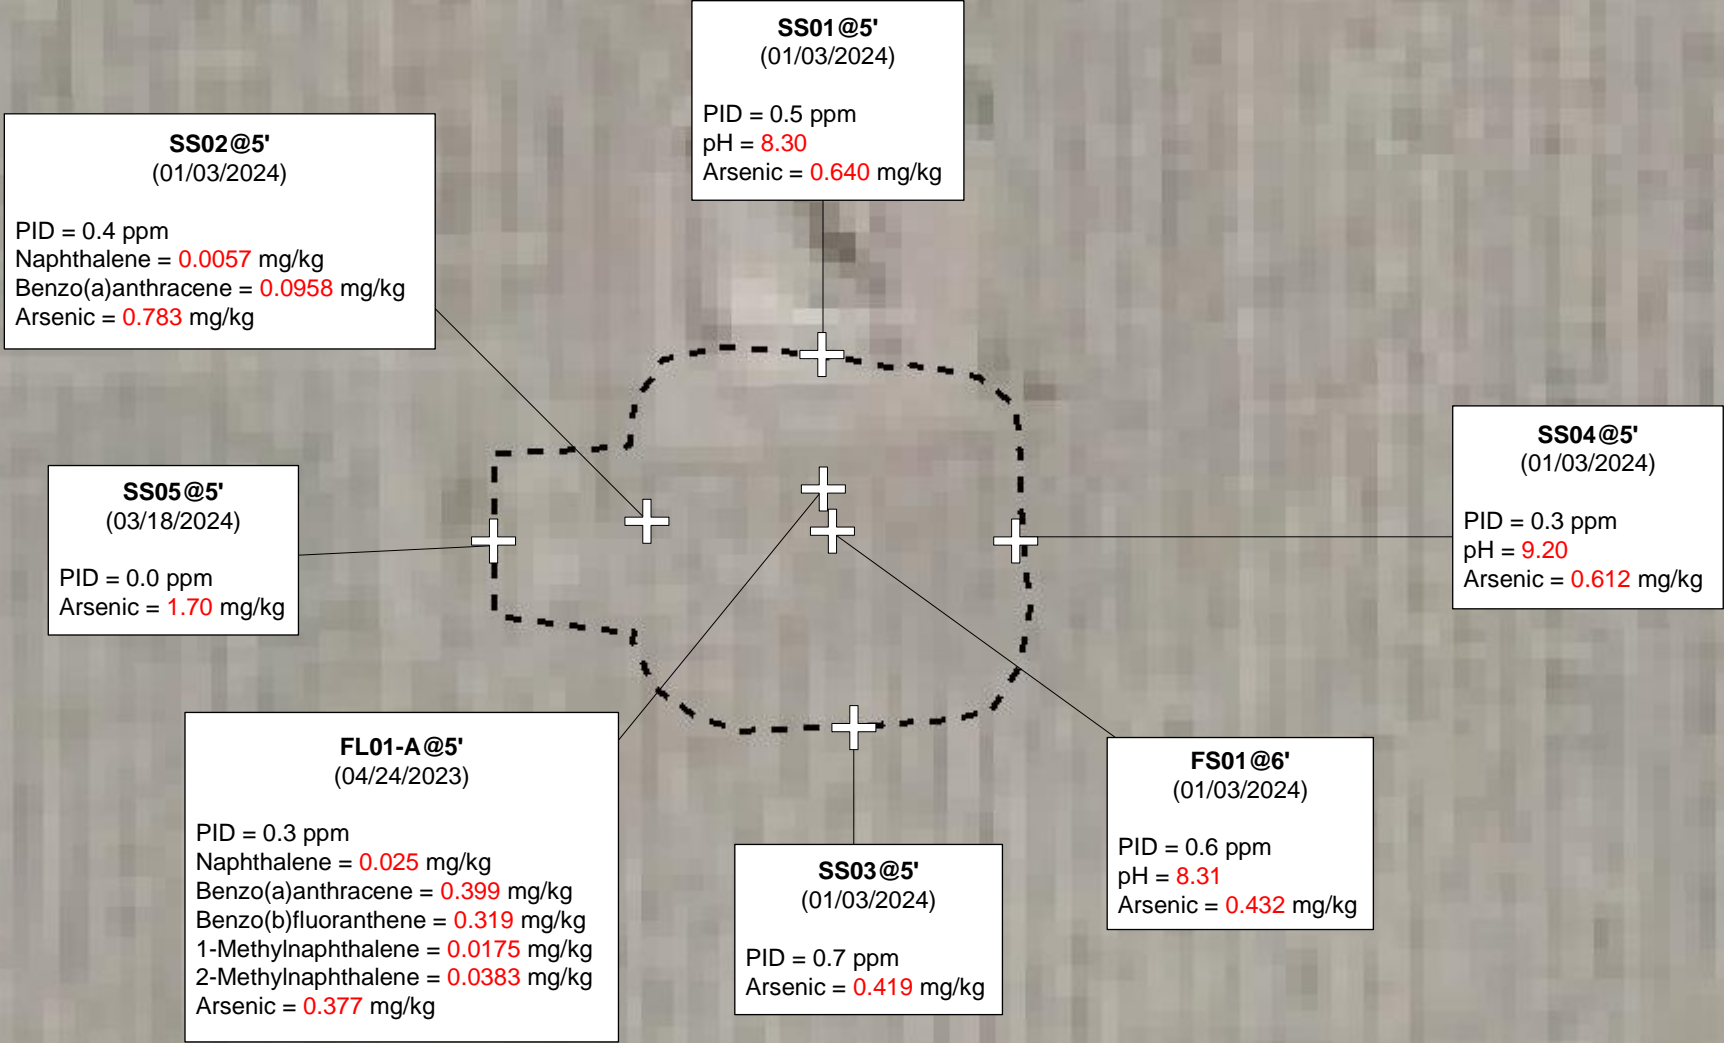 SS01@5'
(01/03/2024)
PID = 0.5 ppm
pH = 8.30
Arsenic = 0.640 mg/kg
SS02@5'
(01/03/2024)
PID = 0.4 ppm
Naphthalene = 0.0057 mg/kg
Benzo(a)anthracene = 0.0958 mg/kg
Arsenic = 0.783 mg/kg
SS04@5'
(01/03/2024)
PID = 0.3 ppm
pH = 9.20
Arsenic = 0.612 mg/kg
SS05@5'
(03/18/2024)
PID = 0.0 ppm
Arsenic = 1.70 mg/kg
FL01-A@5'
(04/24/2023)
PID = 0.3 ppm
Naphthalene = 0.025 mg/kg
Benzo(a)anthracene = 0.399 mg/kg
Benzo(b)fluoranthene = 0.319 mg/kg
1-Methylnaphthalene = 0.0175 mg/kg
2-Methylnaphthalene = 0.0383 mg/kg
Arsenic = 0.377 mg/kg
SS03@5'
(01/03/2024)
PID = 0.7 ppm
Arsenic = 0.419 mg/kg
FS01@6'
(01/03/2024)
PID = 0.6 ppm
pH = 8.31
Arsenic = 0.432 mg/kg